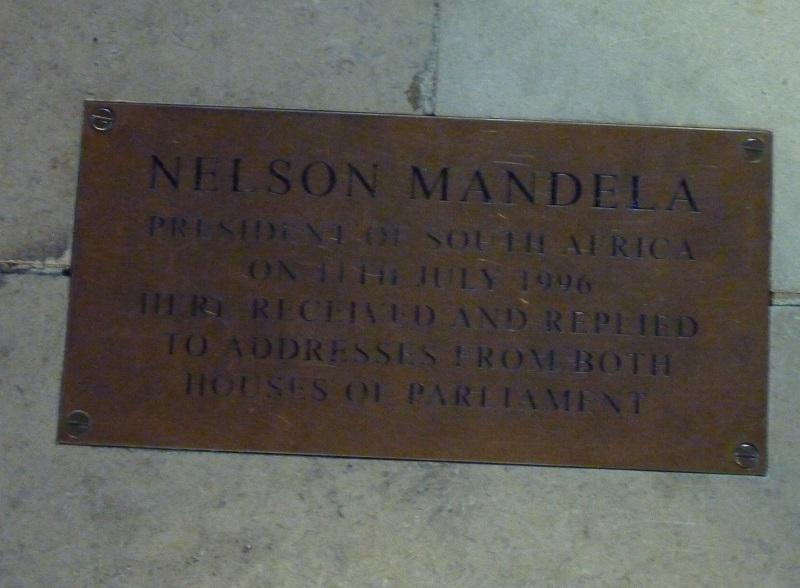 NELSON MANDELA
PRESIDENT OF SOUTH AFRICA
ON 11TH JULY 1996
HERE RECEIVED AND REPLIED
TO ADDRESSES FROM BOTH
HOUSES OF PARLIAMENT